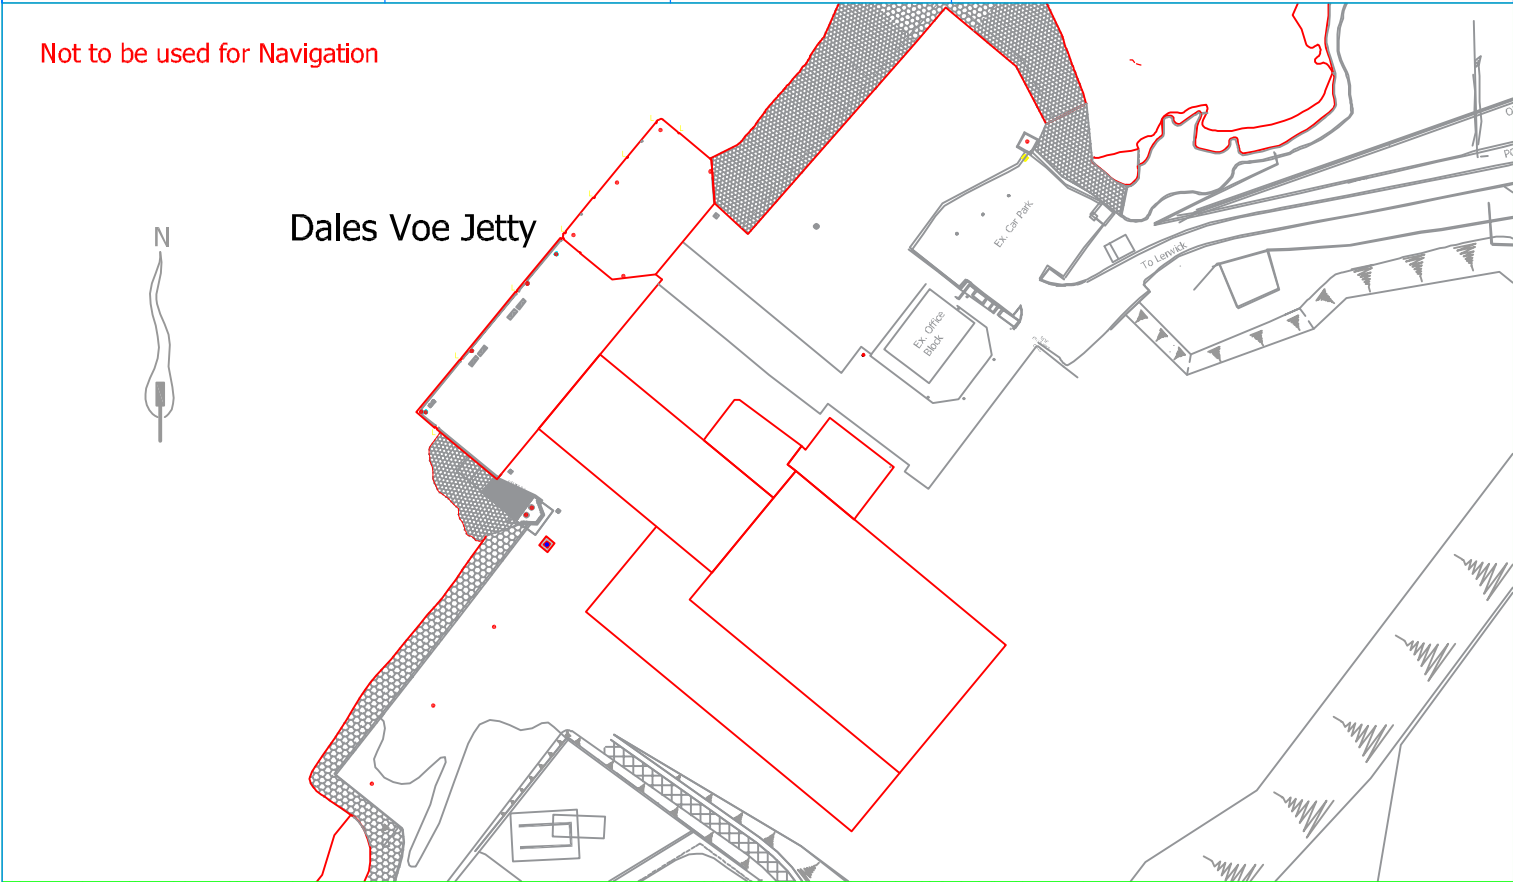 Not to be used for Navigation
Dales Voe Jetty
N
Ex. Car Park
To Lerwick
Ex. Office
Block